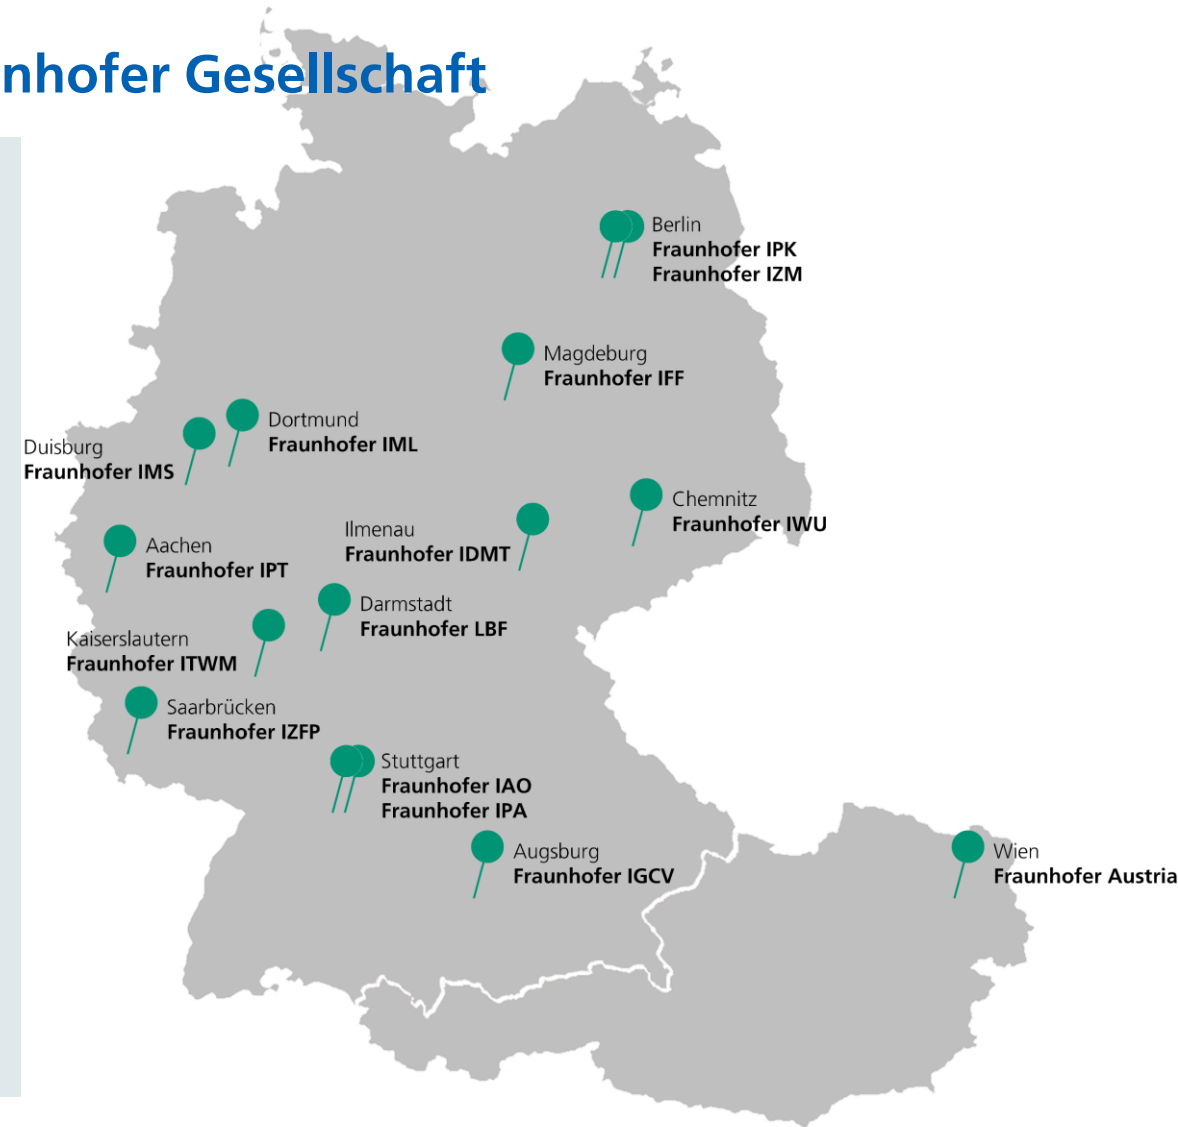 nhofer Gesellschaft
Berlin
Fraunhofer IPK
Fraunhofer IZM
Magdeburg
Fraunhofer IFF
Dortmund
Fraunhofer IML
Duisburg
Fraunhofer IMS
Chemnitz
Fraunhofer IWU
Ilmenau
Fraunhofer IDMT
Aachen
Fraunhofer IPT
Darmstadt
Fraunhofer LBF
Kaiserslautern
Fraunhofer ITWM
Saarbrücken
Fraunhofer IZFP
Stuttgart
Fraunhofer IAO
Fraunhofer IPA
Augsburg
Fraunhofer IGCV
Wien
Fraunhofer Austria